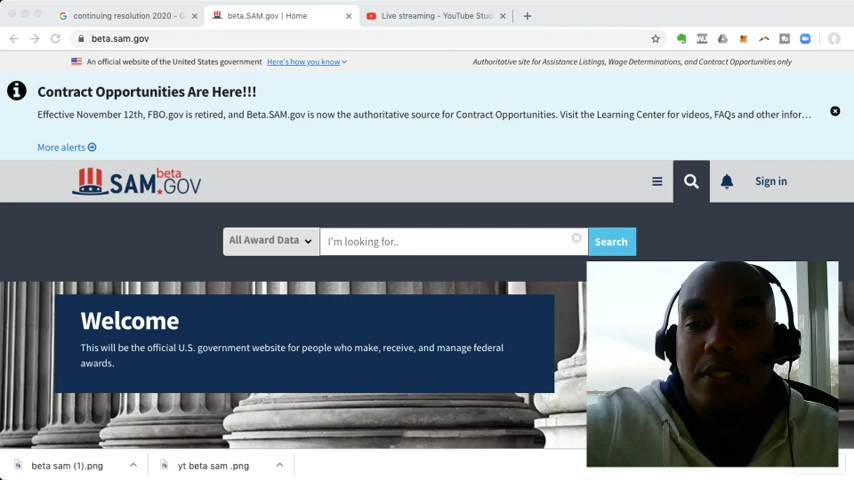 continuing resolution 2020 - G
beta.SAM.gov | Home
Live streaming - YouTube Stud
beta.sam.gov
An official website of the United States government
Here's how you know
Authoritative site for Assistance Listings, Wage Determinations, and Contract Opportunities only
Contract Opportunities Are Here!!!
Effective November 12th, FBO.gov is retired, and Beta.SAM.gov is now the authoritative source for Contract Opportunities. Visit the Learning Center for videos, FAQs and other infor...
More alerts
SAM beta .GOV
Sign in
All Award Data
I'm looking for..
Search
Welcome
This will be the official U.S. government website for people who make, receive, and manage federal
awards.
beta sam (1).png
yt beta sam .png